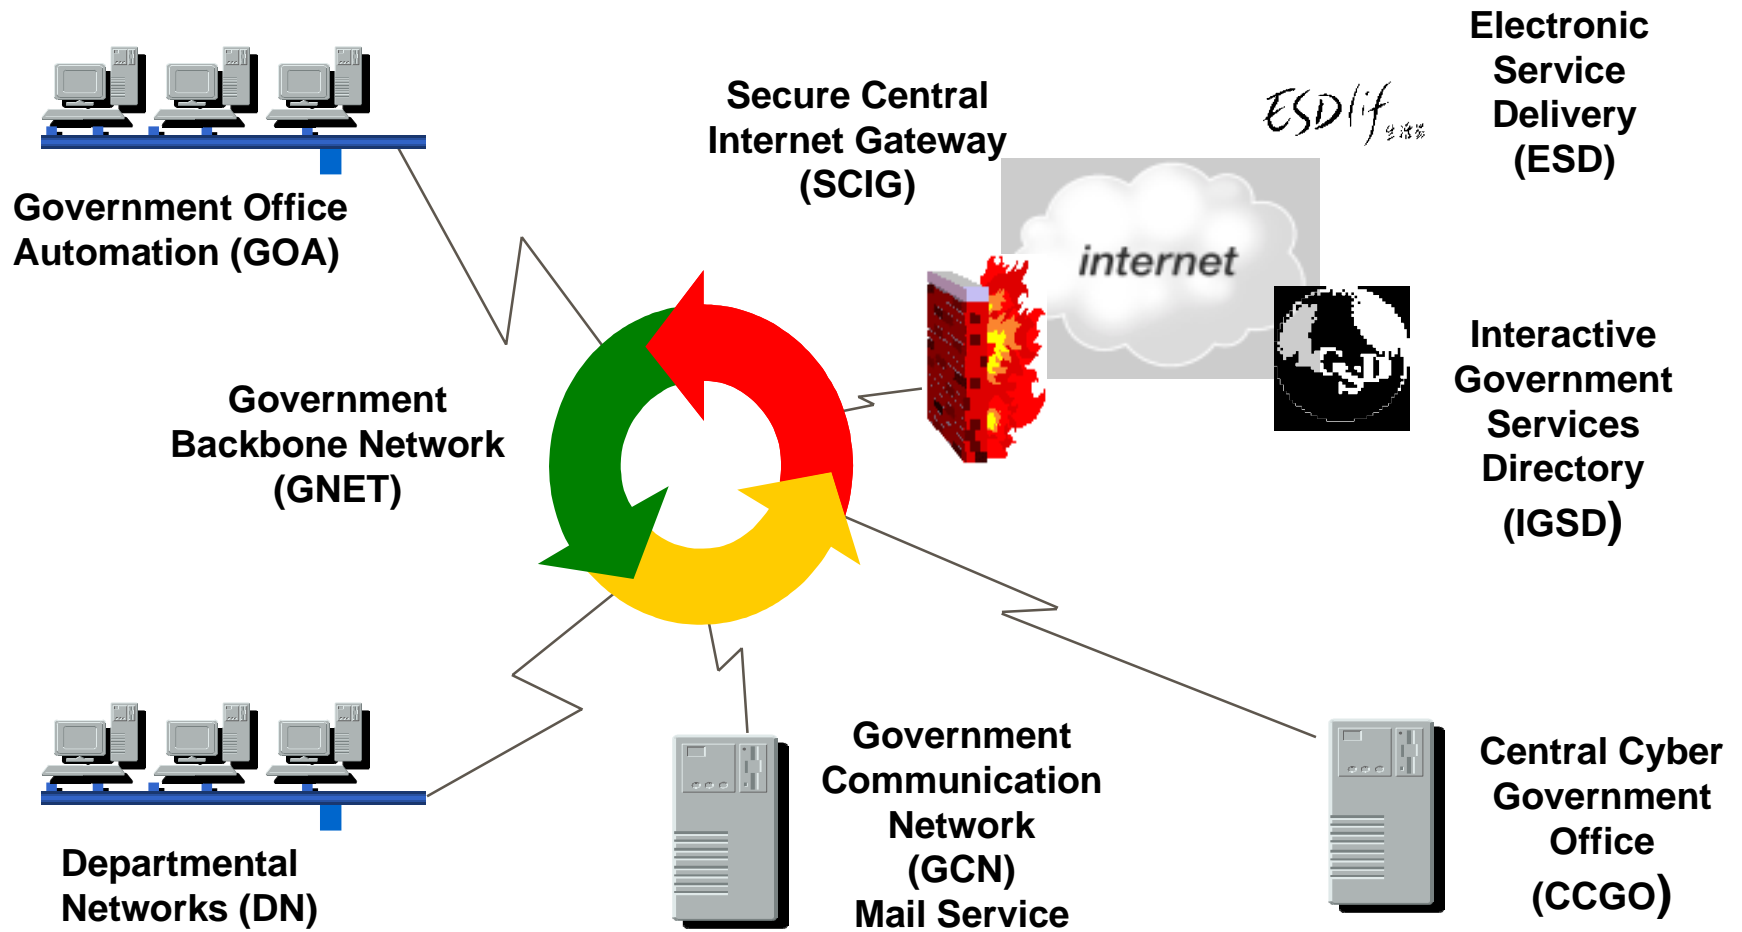 Electronic
Service
Delivery
(ESD)
ESDlif
Secure Central
Internet Gateway
(SCIG)
Government Office
Automation (GOA)
internet
Interactive
Government
Services
Directory
(IGSD)
Government
Backbone Network
(GNET)
Government
Communication
Network
(GCN)
Mail Service
Central Cyber
Government
Office
(CCGO)
Departmental
Networks (DN)